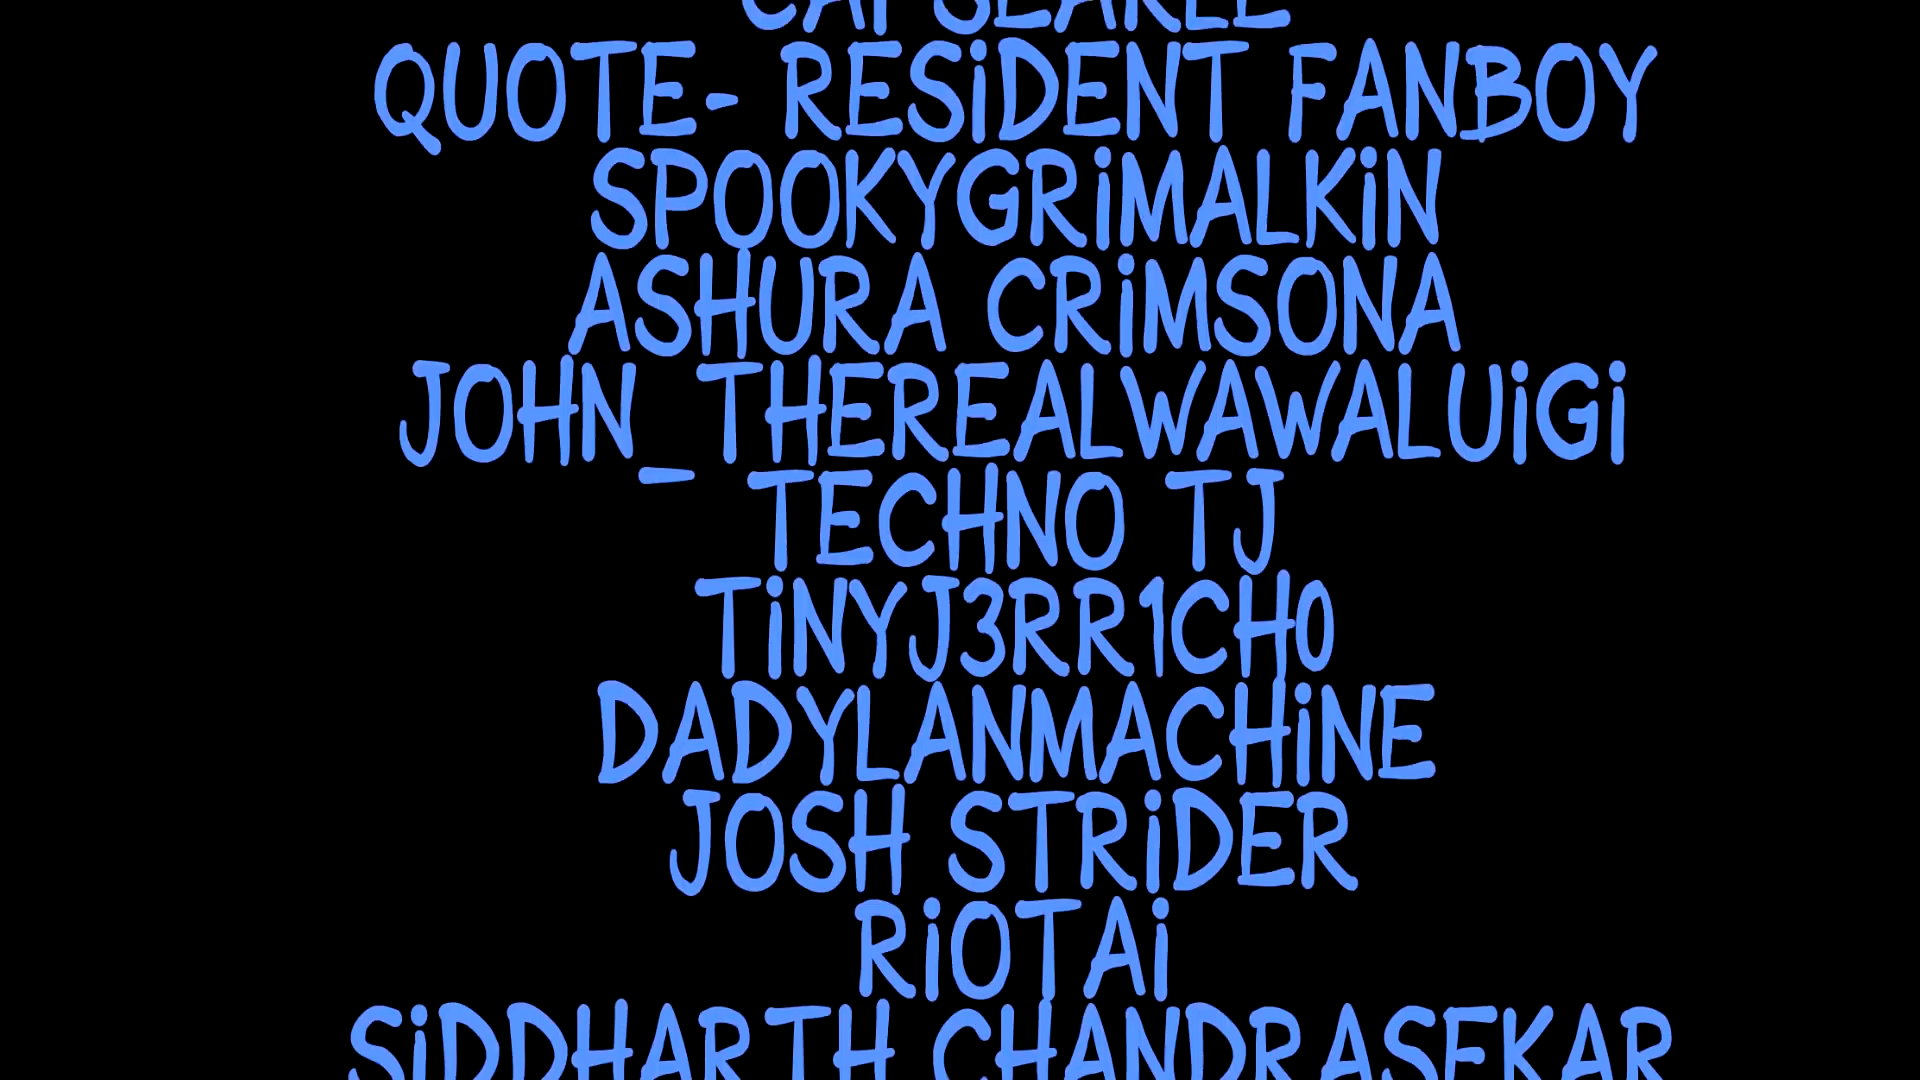 QUOTE- RESiDENT FANBOY
SPOOKYGRiMALKiN
ASHURA CRiMSONA
JOHN_THEREALWAWALUiGi
TECHNO TJ
TiNYJ3RR1CH0
DADYLANMACHiNE
JOSH STRiDER
RiOTAi
SiDDHARTH CHANDRASEKAR